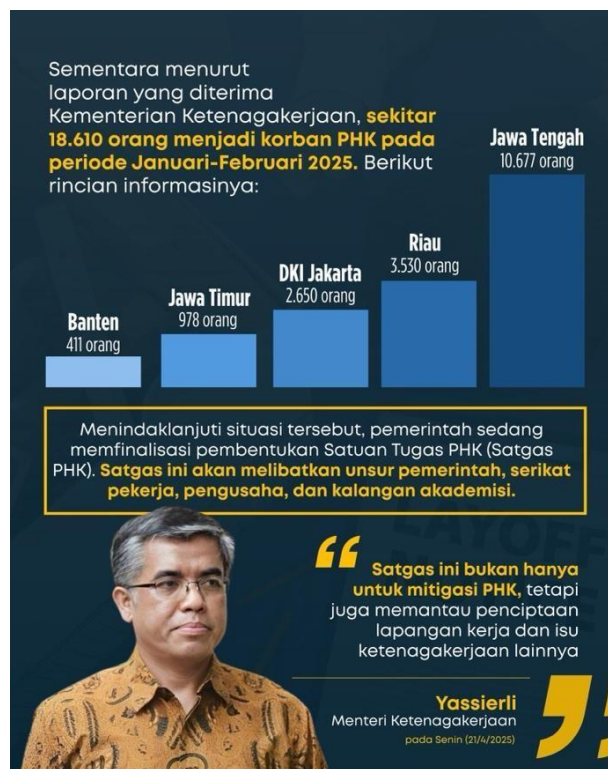 Sementara menurut
laporan yang diterima
Kementerian Ketenagakerjaan, sekitar
18.610 orang menjadi korban PHK pada
periode Januari-Februari 2025. Berikut
rincian informasinya:
Jawa Tengah
10.677 orang
Riau
3.530 orang
DKI Jakarta
2.650 orang
Jawa Timur
978 orang
Banten
411 orang
Menindaklanjuti situasi tersebut, pemerintah sedang
memfinalisasi pembentukan Satuan Tugas PHK (Satgas
PHK). Satgas ini akan melibatkan unsur pemerintah, serikat
pekerja, pengusaha, dan kalangan akademisi.
LAYOFF
“ Satgas ini bukan hanya
untuk mitigasi PHK, tetapi
juga memantau penciptaan
lapangan kerja dan isu
ketenagakerjaan lainnya
Yassierli
Menteri Ketenagakerjaan
pada Senin (21/4/2025)